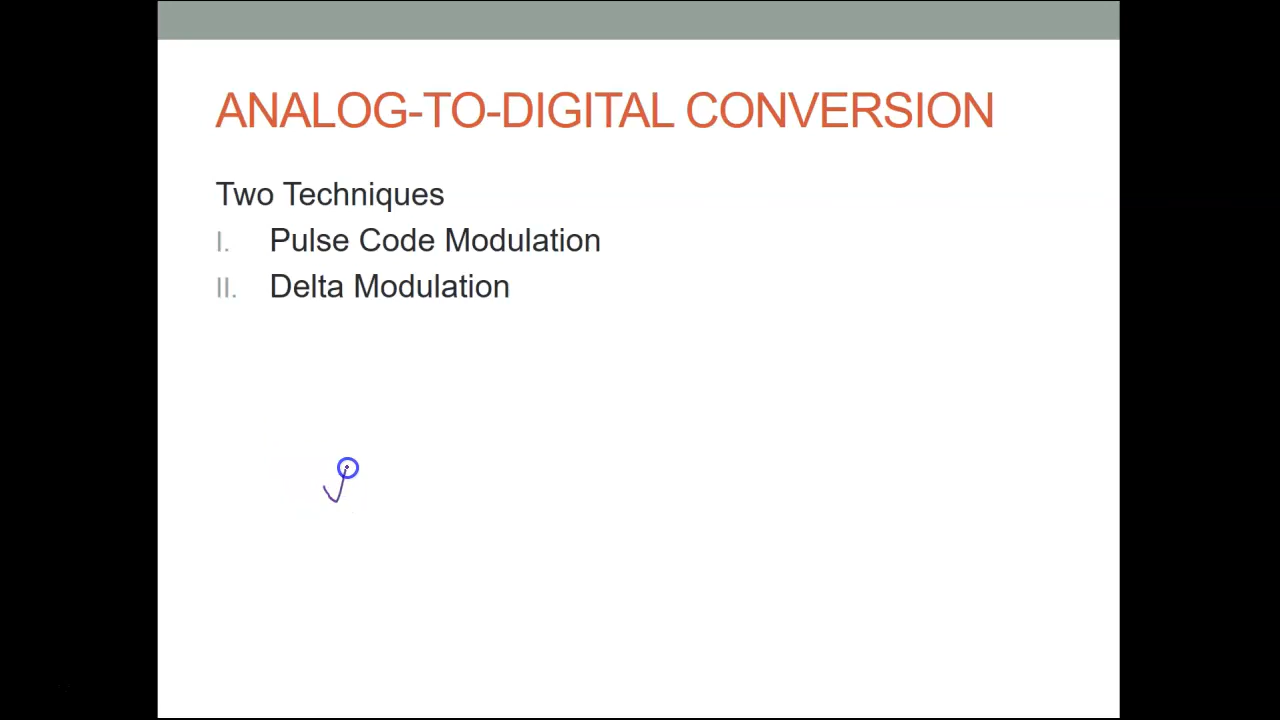 ANALOG-TO-DIGITAL CONVERSION
Two Techniques
I. Pulse Code Modulation
II. Delta Modulation